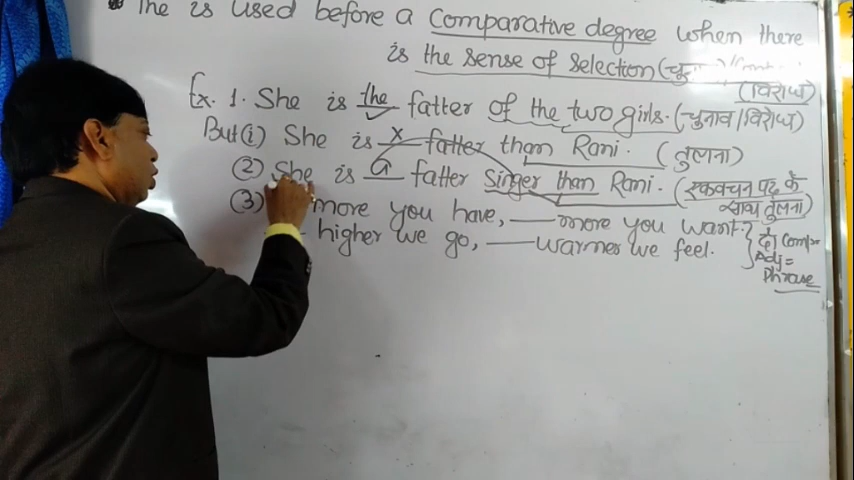 The is used before a comparative degree when there
is the sense of selection
(विरोध)
Ex. 1. She is the fatter of the two girls. (चुनाव/विरोध)
But (i) She is x fatter than Rani. (तुलना)
(2) She is a fatter singer than Rani. (एकवचन पद के
साथ तुलना)
(3) more you have, — more you want.
higher we go, — warmer we feel.
दो Comp=
Adj=
Phrase